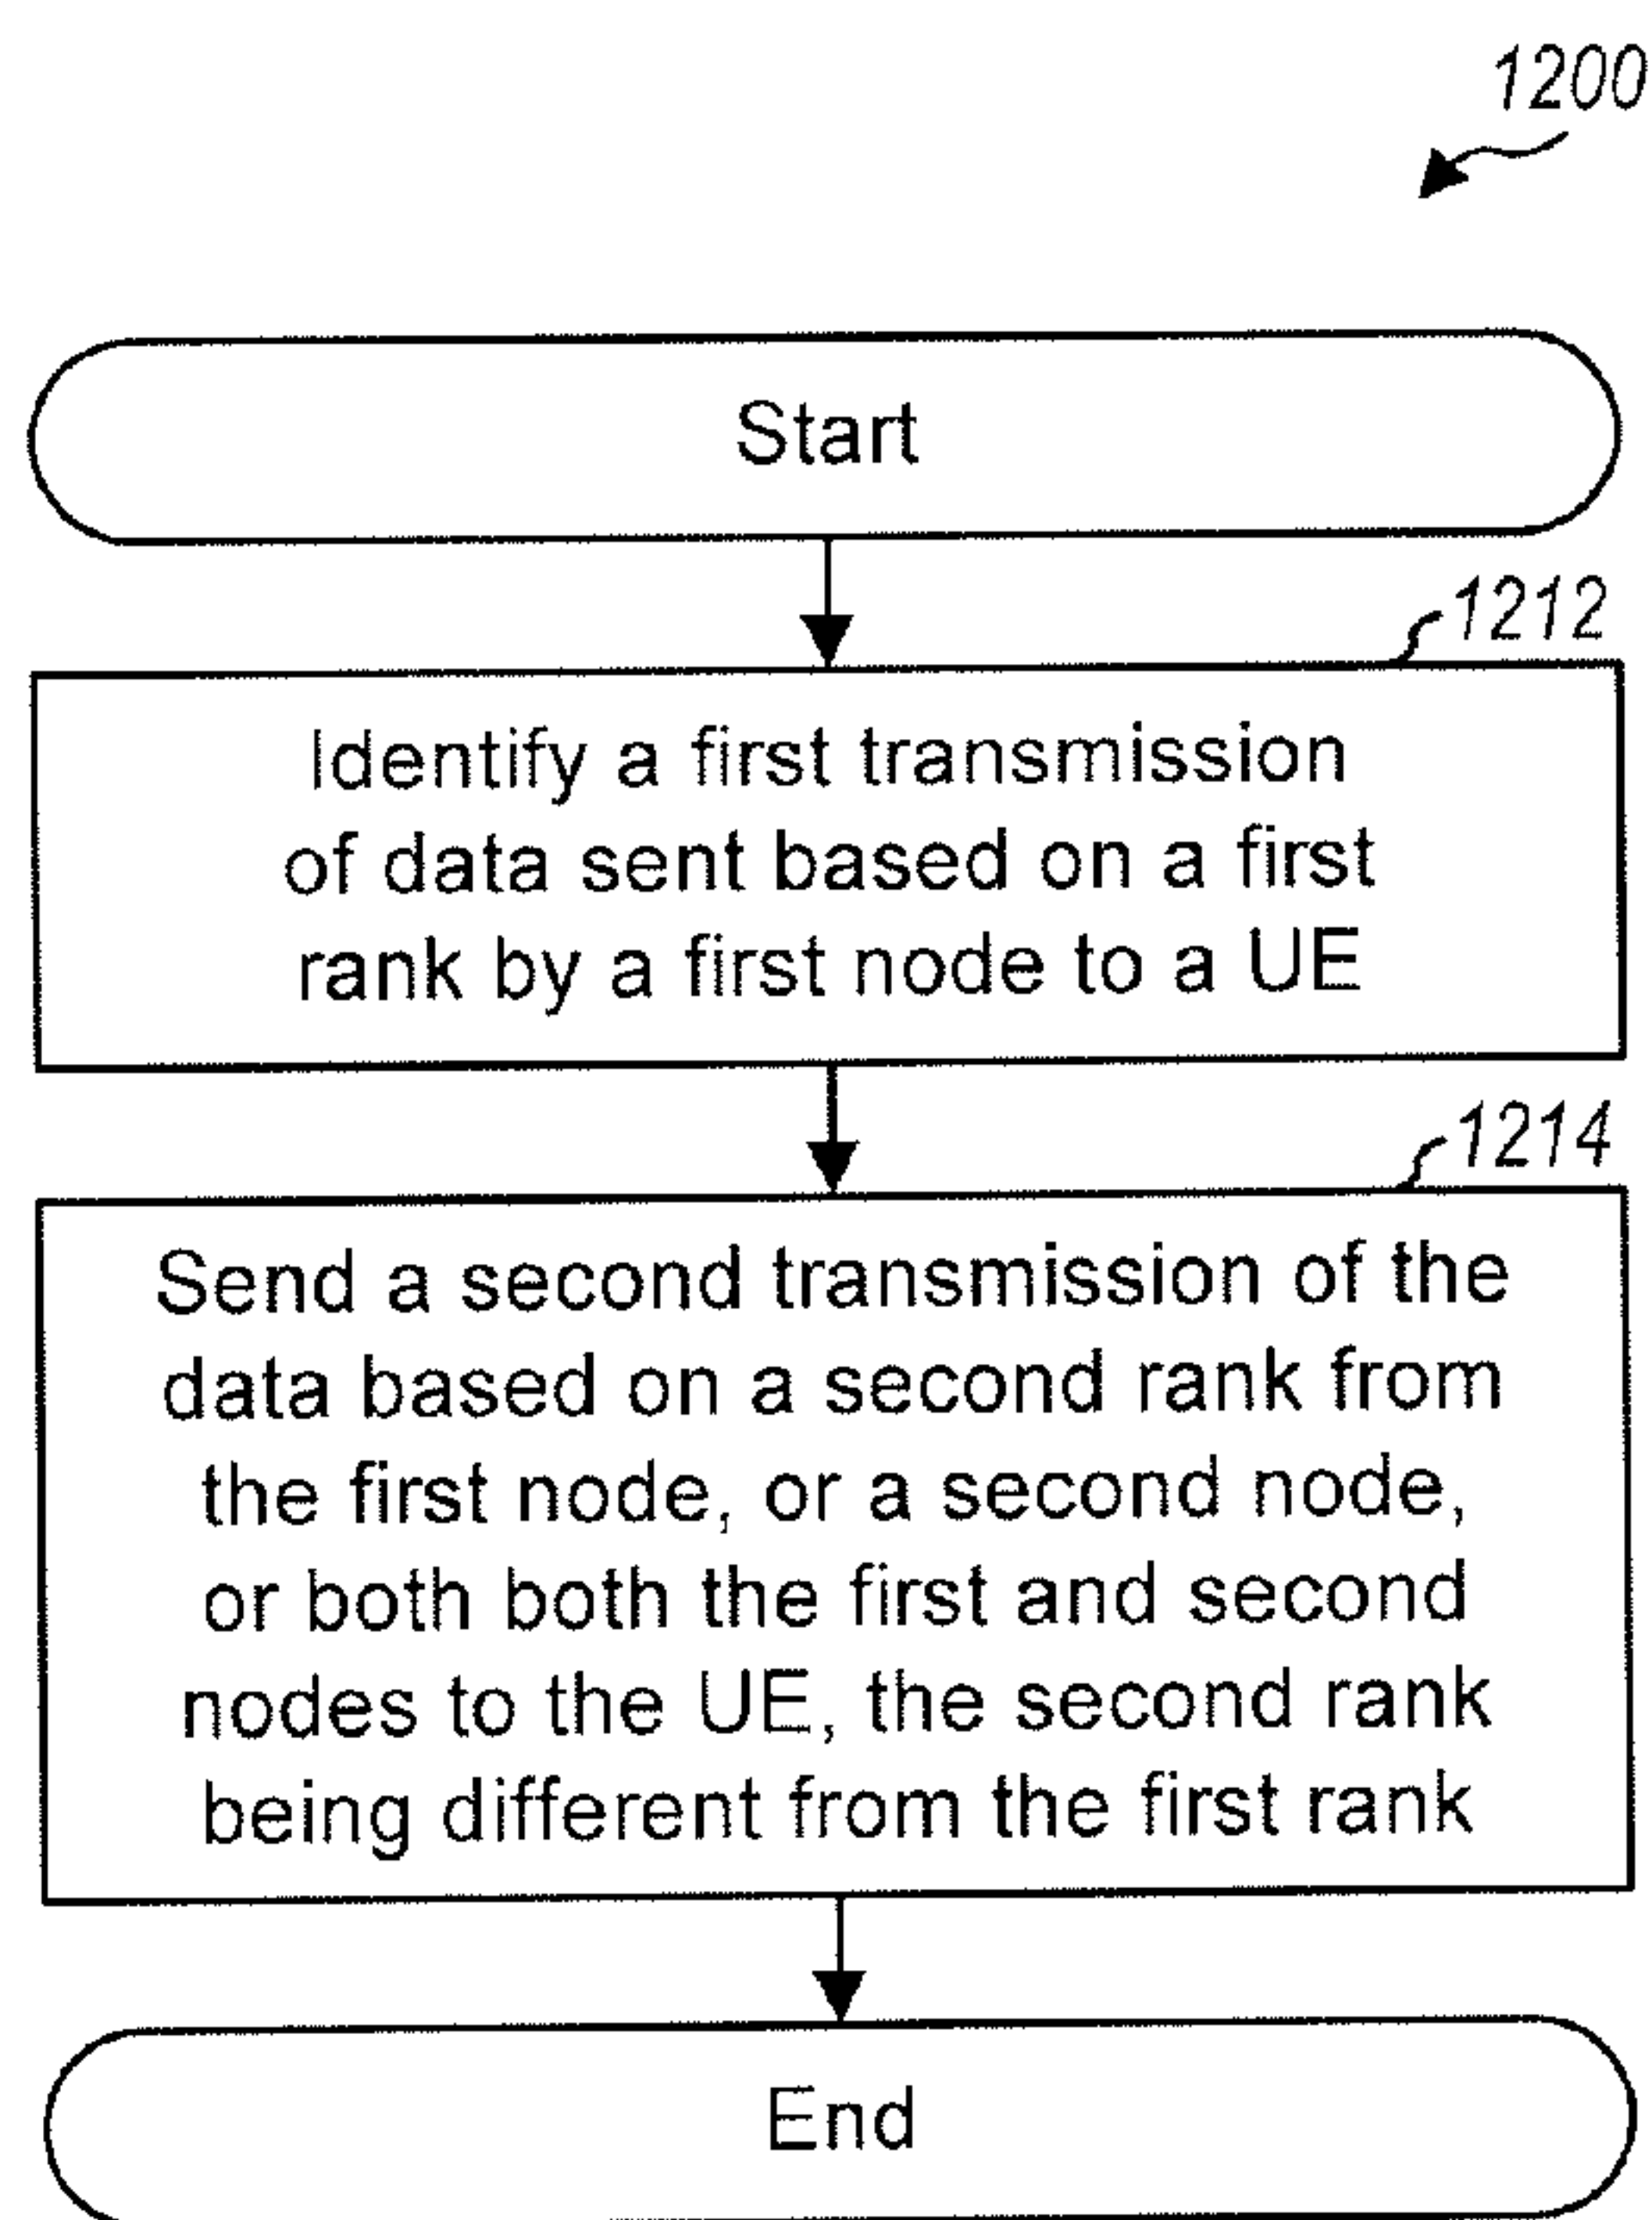 1200
Start
1212
Identify a first transmission
of data sent based on a first
rank by a first node to a UE
1214
Send a second transmission of the
data based on a second rank from
the first node, or a second node,
or both both the first and second
nodes to the UE, the second rank
being different from the first rank
End